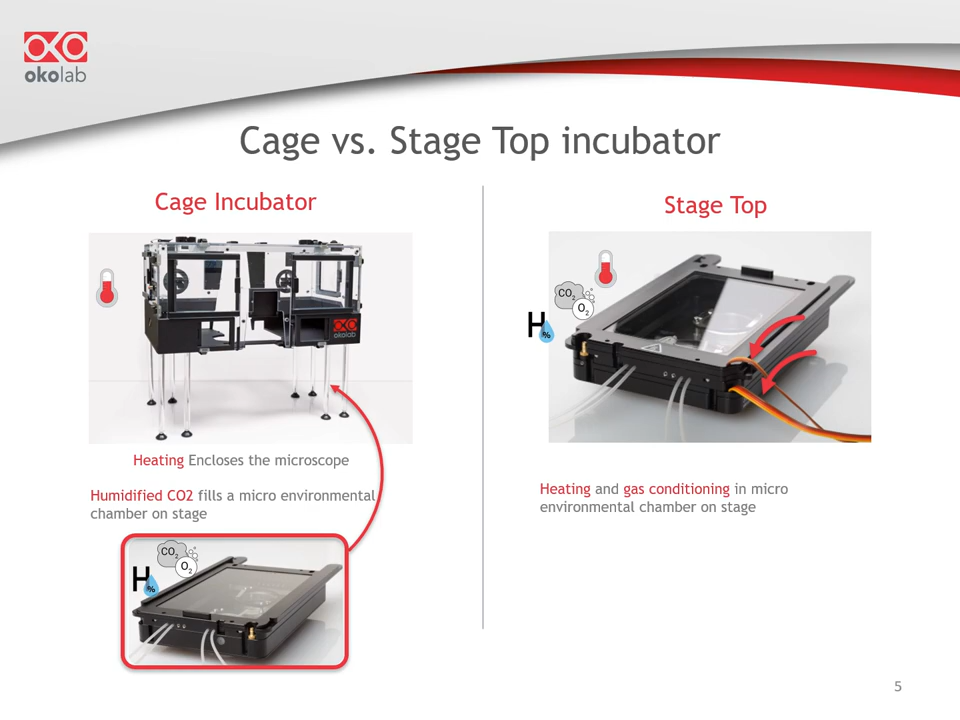 okolab
Cage vs. Stage Top incubator
Cage Incubator
okolab
Heating Encloses the microscope
Humidified CO2 fills a micro environmental
chamber on stage
CO2
O2
H
%
Stage Top
CO2
O2
H
%
Heating and gas conditioning in micro
environmental chamber on stage
5